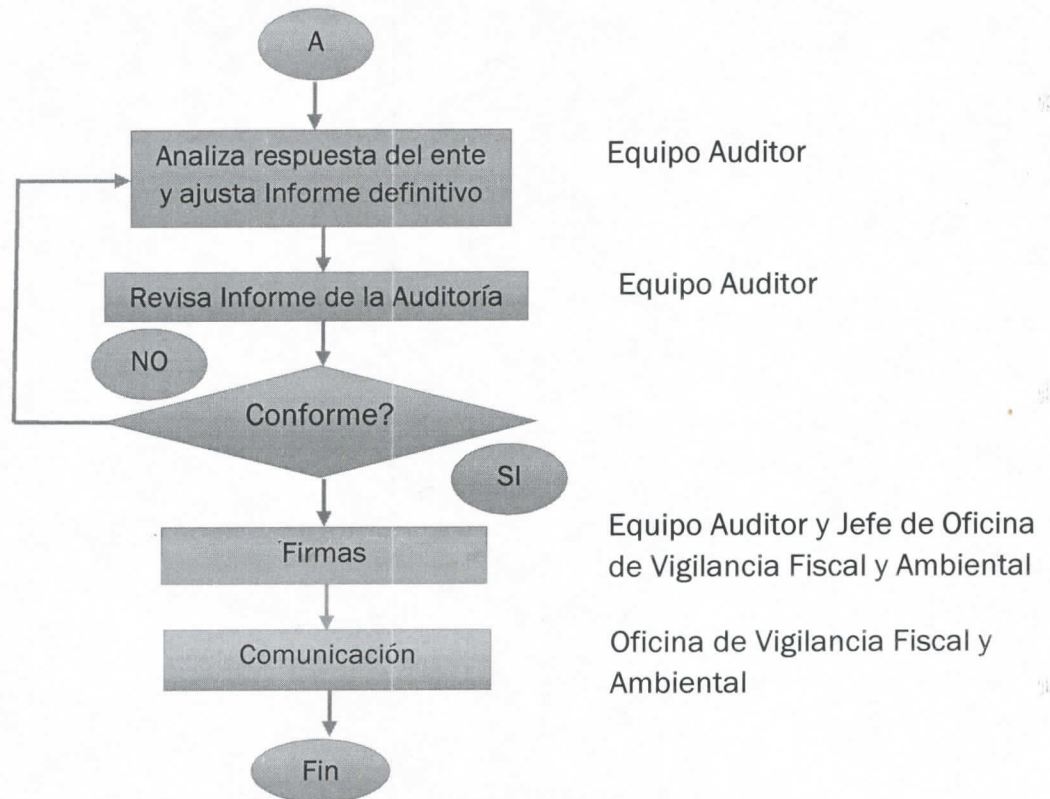 A
Analiza respuesta del ente
y ajusta Informe definitivo
Equipo Auditor
Revisa Informe de la Auditoría
Equipo Auditor
NO
Conforme?
SI
Firmas
Equipo Auditor y Jefe de Oficina
de Vigilancia Fiscal y Ambiental
Comunicación
Oficina de Vigilancia Fiscal y
Ambiental
Fin